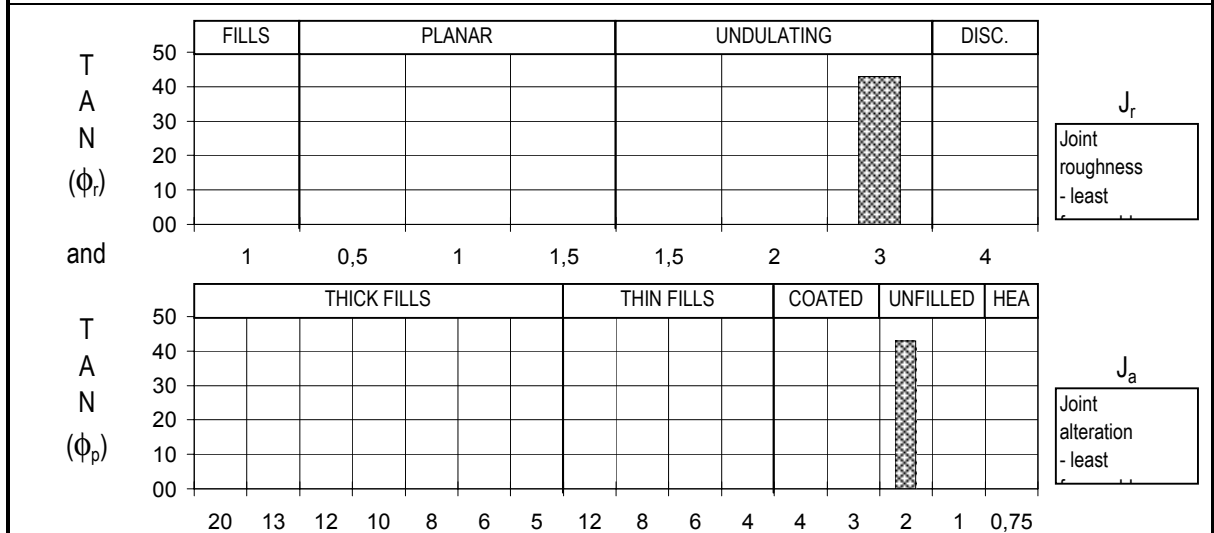 FILLS PLANAR UNDULATING DISC.
T
A
N
(ϕr)
50
40
30
20
10
00
Jr
Joint
roughness
- least
and
1 0,5 1 1,5 1,5 2 3 4
THICK FILLS THIN FILLS COATED UNFILLED HEA
T
A
N
(ϕp)
50
40
30
20
10
00
Ja
Joint
alteration
- least
20 13 12 10 8 6 5 12 8 6 4 4 3 2 1 0,75